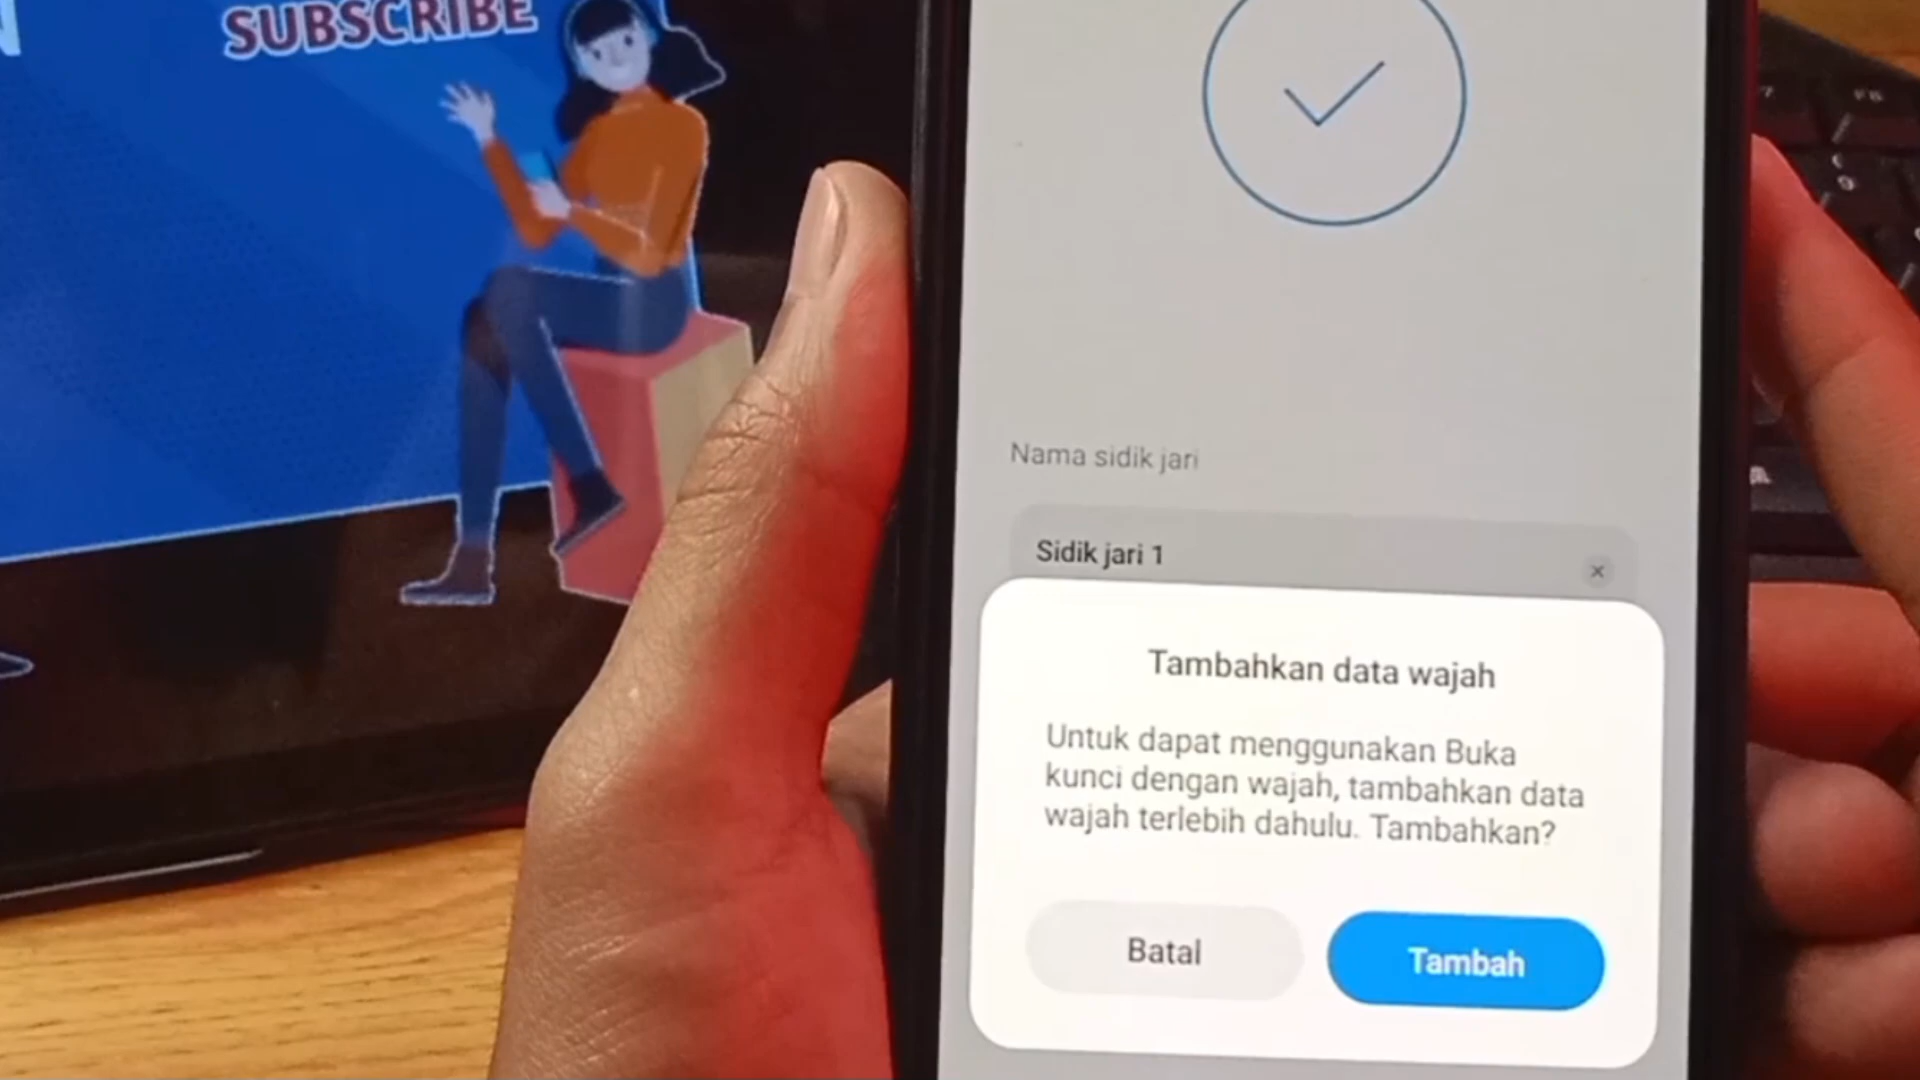 SUBSCRIBE
Nama sidik jari
Sidik jari 1
Tambahkan data wajah
Untuk dapat menggunakan Buka
kunci dengan wajah, tambahkan data
wajah terlebih dahulu. Tambahkan?
Batal
Tambah